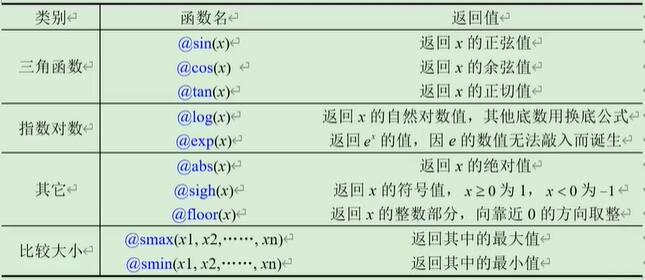 类别 函数名 返回值
三角函数 @sin(x) 返回 x 的正弦值
@cos(x) 返回 x 的余弦值
@tan(x) 返回 x 的正切值
指数对数 @log(x) 返回 x 的自然对数值，其他底数用换底公式
@exp(x) 返回 eˣ 的值，因 e 的数值无法敲入而诞生
其它 @abs(x) 返回 x 的绝对值
@sigh(x) 返回 x 的符号值，x≥0 为 1，x<0 为 –1
@floor(x) 返回 x 的整数部分，向靠近 0 的方向取整
比较大小 @smax(x1, x2,……, xn) 返回其中的最大值
@smin(x1, x2,……, xn) 返回其中的最小值